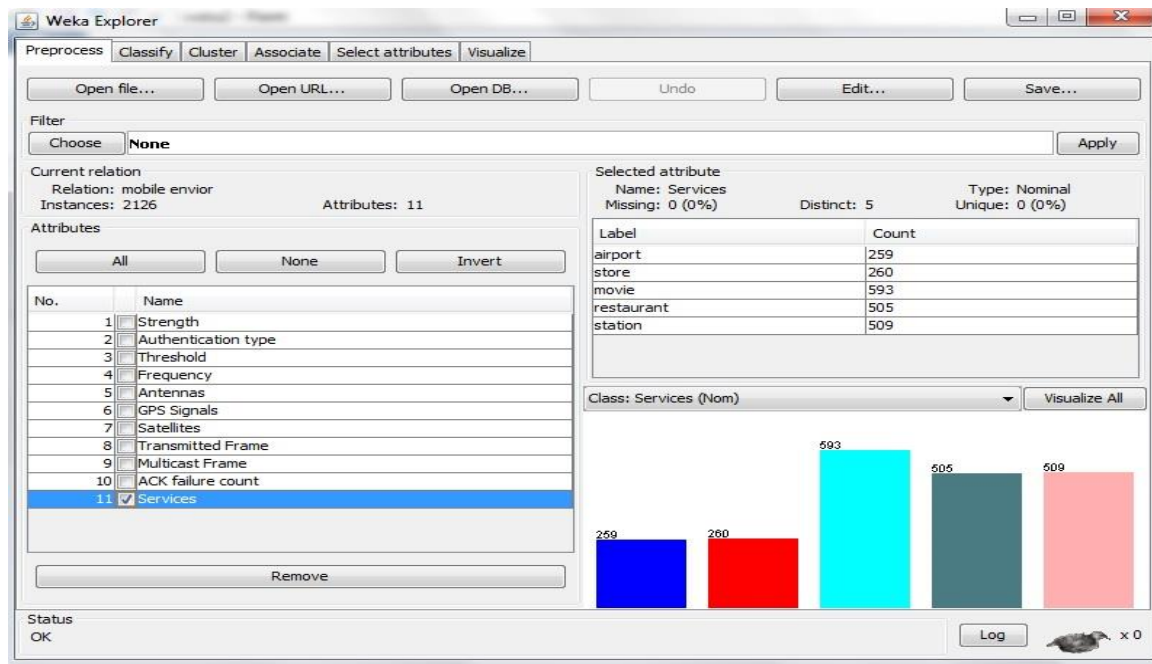 Weka Explorer
Preprocess Classify Cluster Associate Select attributes Visualize
Open file... Open URL... Open DB... Undo Edit... Save...
Filter
Choose None Apply
Current relation
Relation: mobile envior
Instances: 2126 Attributes: 11
Selected attribute
Name: Services Type: Nominal
Missing: 0 (0%) Distinct: 5 Unique: 0 (0%)
Attributes
All None Invert
No. Name
1 Strength
2 Authentication type
3 Threshold
4 Frequency
5 Antennas
6 GPS Signals
7 Satellites
8 Transmitted Frame
9 Multicast Frame
10 ACK failure count
11 Services
Remove
Label Count
airport 259
store 260
movie 593
restaurant 505
station 509
Class: Services (Nom) Visualize All
259 260 593 505 509
Status
OK
Log x 0